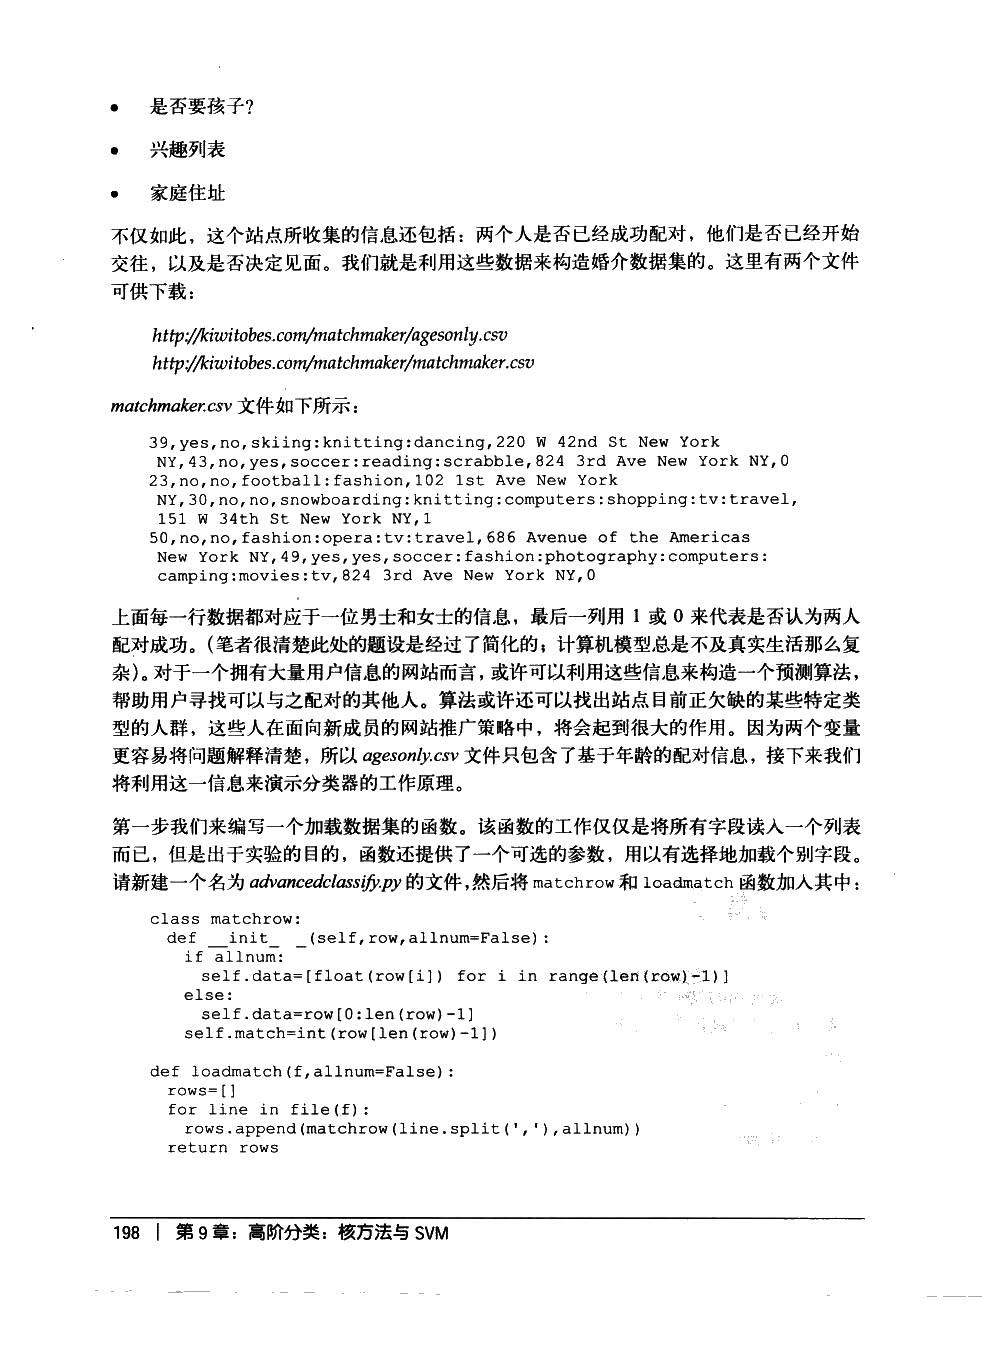 • 是否要孩子？
• 兴趣列表
• 家庭住址
不仅如此，这个站点所收集的信息还包括：两个人是否已经成功配对，他们是否已经开始
交往，以及是否决定见面。我们就是利用这些数据来构造婚介数据集的。这里有两个文件
可供下载：
http://kiwitobes.com/matchmaker/agesonly.csv
http://kiwitobes.com/matchmaker/matchmaker.csv
matchmaker.csv 文件如下所示：
39,yes,no,skiing:knitting:dancing,220 W 42nd St New York
NY,43,no,yes,soccer:reading:scrabble,824 3rd Ave New York NY,0
23,no,no,football:fashion,102 1st Ave New York
NY,30,no,no,snowboarding:knitting:computers:shopping:tv:travel,
151 W 34th St New York NY,1
50,no,no,fashion:opera:tv:travel,686 Avenue of the Americas
New York NY,49,yes,yes,soccer:fashion:photography:computers:
camping:movies:tv,824 3rd Ave New York NY,0
上面每一行数据都对应于一位男士和女士的信息，最后一列用 1 或 0 来代表是否认为两人
配对成功。（笔者很清楚此处的题设是经过了简化的；计算机模型总是不及真实生活那么复
杂）。对于一个拥有大量用户信息的网站而言，或许可以利用这些信息来构造一个预测算法，
帮助用户寻找可以与之配对的其他人。算法或许还可以找出站点目前正欠缺的某些特定类
型的人群，这些人在面向新成员的网站推广策略中，将会起到很大的作用。因为两个变量
更容易将问题解释清楚，所以 agesonly.csv 文件只包含了基于年龄的配对信息，接下来我们
将利用这一信息来演示分类器的工作原理。
第一步我们来编写一个加载数据集的函数。该函数的工作仅仅是将所有字段读入一个列表
而已，但是出于实验的目的，函数还提供了一个可选的参数，用以有选择地加载个别字段。
请新建一个名为 advancedclassify.py 的文件，然后将 matchrow 和 loadmatch 函数加入其中：
class matchrow:
def __init_ _(self,row,allnum=False):
if allnum:
self.data=[float(row[i]) for i in range(len(row)-1)]
else:
self.data=row[0:len(row)-1]
self.match=int(row[len(row)-1])
def loadmatch(f,allnum=False):
rows=[]
for line in file(f):
rows.append(matchrow(line.split(','),allnum))
return rows
198 | 第 9 章：高阶分类：核方法与 SVM